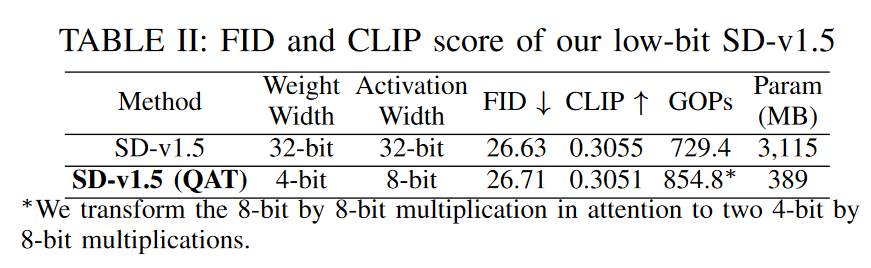 TABLE II: FID and CLIP score of our low-bit SD-v1.5
Method Weight Width Activation Width FID ↓ CLIP ↑ GOPs Param (MB)
SD-v1.5 32-bit 32-bit 26.63 0.3055 729.4 3,115
SD-v1.5 (QAT) 4-bit 8-bit 26.71 0.3051 854.8* 389
*We transform the 8-bit by 8-bit multiplication in attention to two 4-bit by
8-bit multiplications.